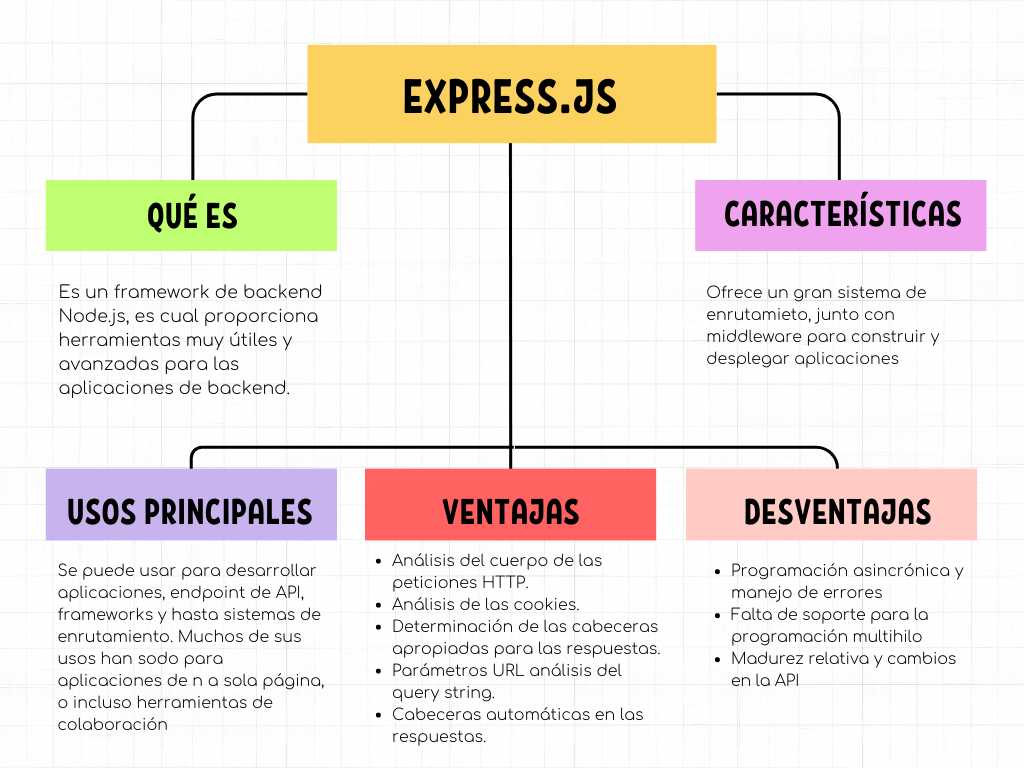 EXPRESS.JS
QUÉ ES
Es un framework de backend
Node.js, es cual proporciona
herramientas muy útiles y
avanzadas para las
aplicaciones de backend.
CARACTERÍSTICAS
Ofrece un gran sistema de
enrutamieto, junto con
middleware para construir y
desplegar aplicaciones
USOS PRINCIPALES
Se puede usar para desarrollar
aplicaciones, endpoint de API,
frameworks y hasta sistemas de
enrutamiento. Muchos de sus
usos han sodo para
aplicaciones de n a sola página,
o incluso herramientas de
colaboración
VENTAJAS
• Análisis del cuerpo de las
peticiones HTTP.
• Análisis de las cookies.
• Determinación de las cabeceras
apropiadas para las respuestas.
• Parámetros URL análisis del
query string.
• Cabeceras automáticas en las
respuestas.
DESVENTAJAS
• Programación asincrónica y
manejo de errores
• Falta de soporte para la
programación multihilo
• Madurez relativa y cambios
en la API